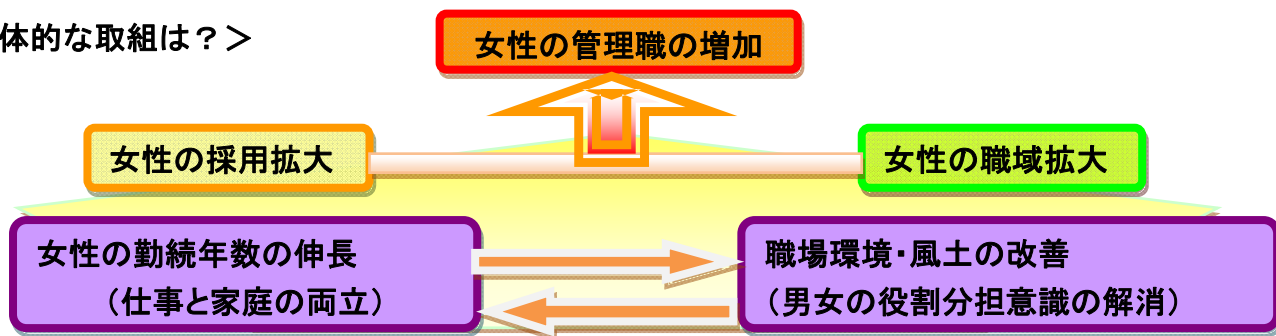 体的な取組は？＞
女性の管理職の増加
女性の採用拡大
女性の職域拡大
女性の勤続年数の伸長
（仕事と家庭の両立）
職場環境・風土の改善
（男女の役割分担意識の解消）